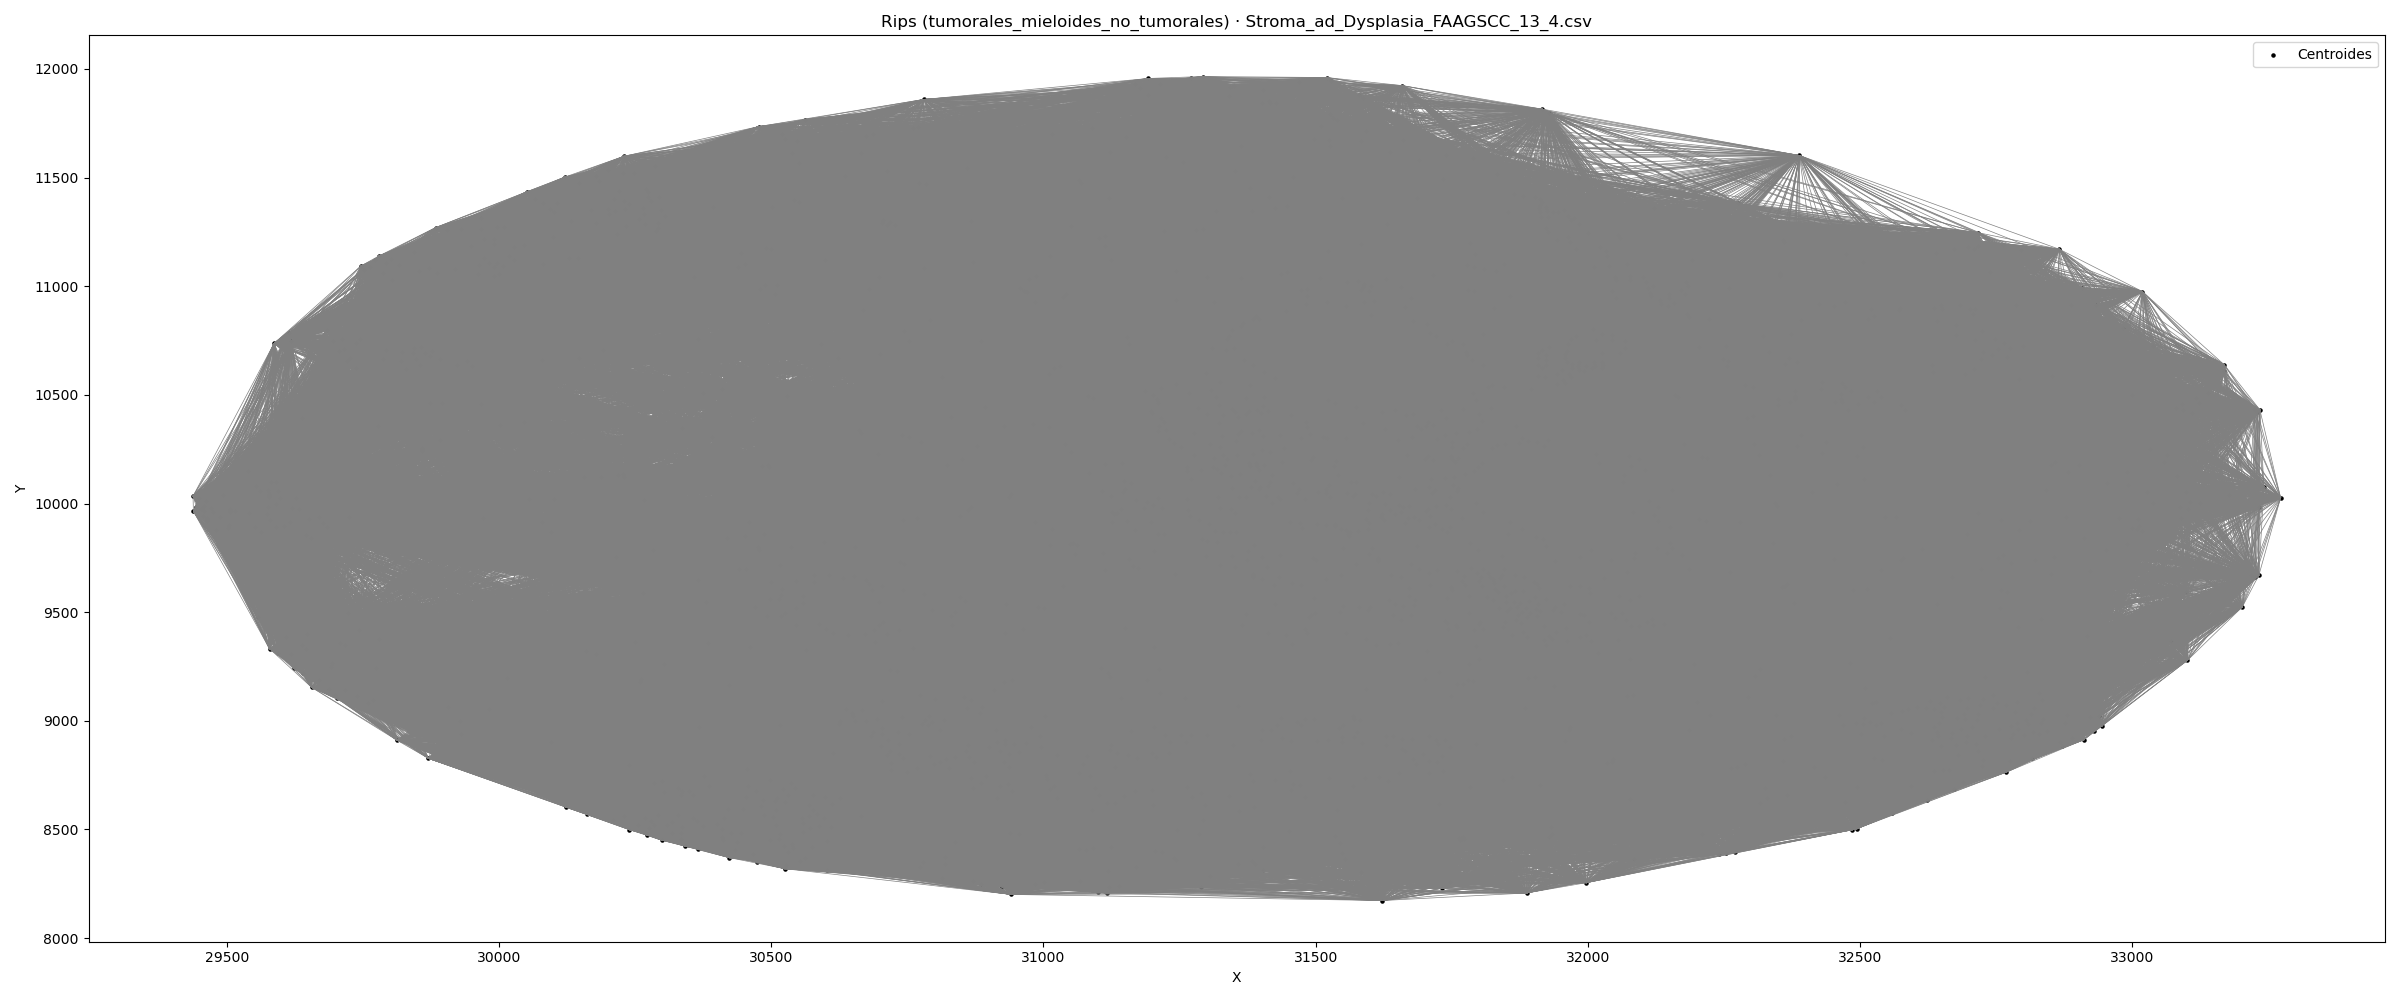 Rips (tumorales_mieloides_no_tumorales) · Stroma_ad_Dysplasia_FAAGSCC_13_4.csv
Centroides
12000
11500
11000
10500
10000
9500
9000
8500
8000
Y
29500 30000 30500 31000 31500 32000 32500 33000
X